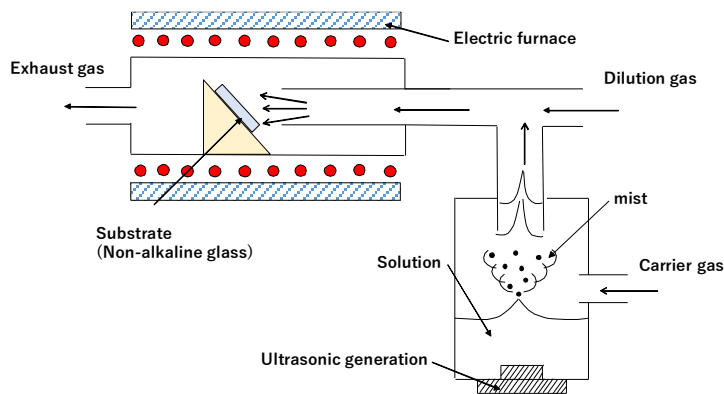 Electric furnace
Exhaust gas
Dilution gas
mist
Substrate
(Non-alkaline glass)
Solution
Carrier gas
Ultrasonic generation